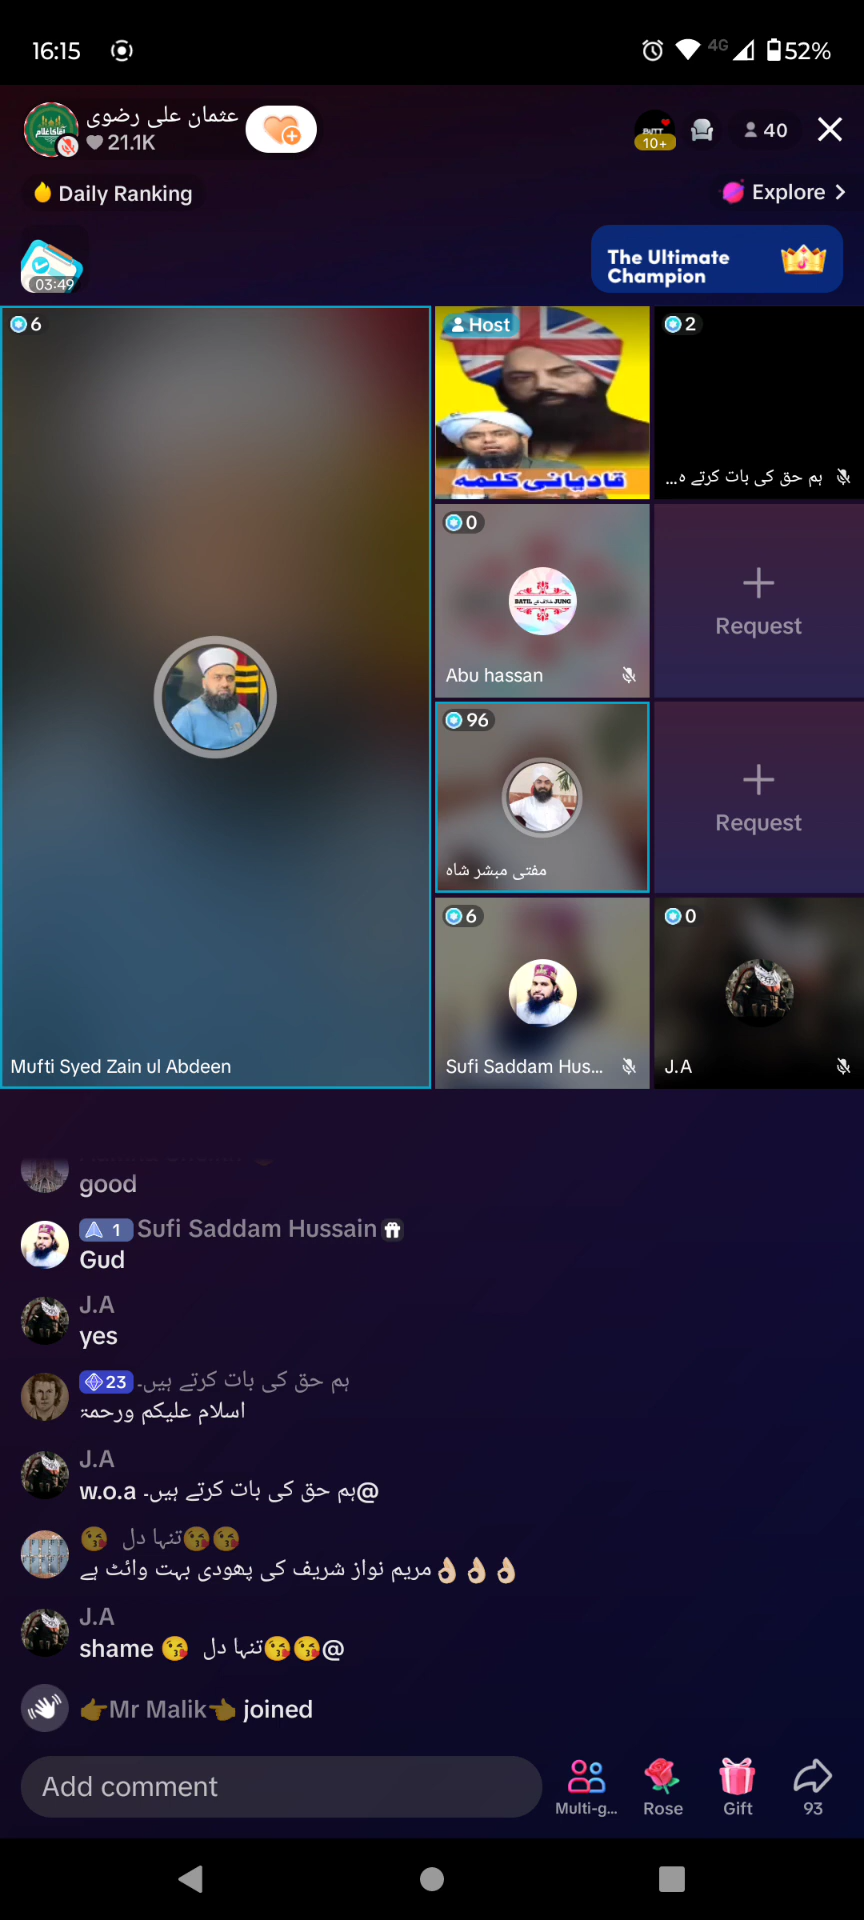 16:15
4G
52%
عثمان علی رضوی
21.1K
10+
40
Daily Ranking
Explore
03:49
The Ultimate
Champion
6
Host
قادیانی کلمہ
2
ہم حق کی بات کرتے ہ...
0
BATIL
JUNG
Abu hassan
Request
96
مفتی مبشر شاہ
Request
Mufti Syed Zain ul Abdeen
6
Sufi Saddam Hus...
0
J.A
good
1 Sufi Saddam Hussain
Gud
J.A
yes
23 ہم حق کی بات کرتے ہیں۔
اسلام علیکم ورحمۃ
J.A
w.o.a ہم حق کی بات کرتے ہیں۔@
😘 تنہا دل😘😘
مریم نواز شریف کی پھودی بہت وائٹ ہے👌🏼👌🏼👌🏼
J.A
shame 😘 تنہا دل😘😘@
👉Mr Malik👈 joined
Add comment
Multi-g...
Rose
Gift
93